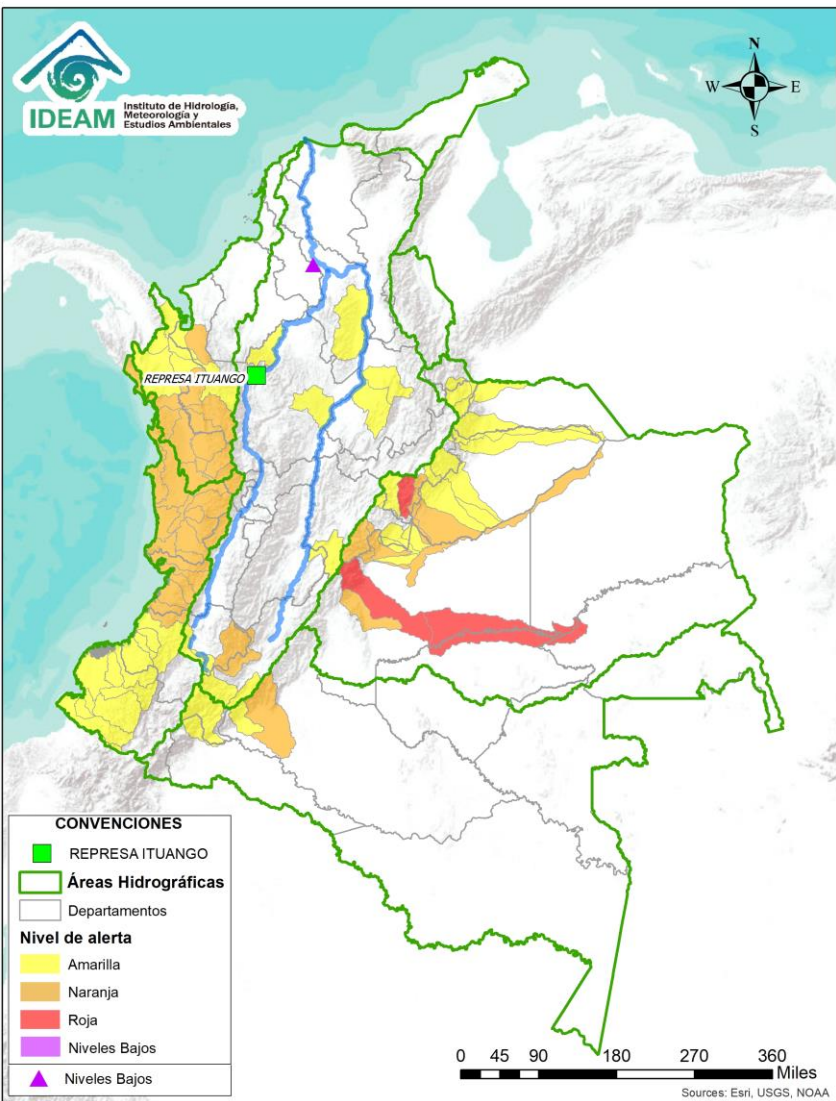 IDEAM
Instituto de Hidrología,
Meteorología y
Estudios Ambientales
N
W
E
S
REPRESA ITUANGO
CONVENCIONES
REPRESA ITUANGO
Áreas Hidrográficas
Departamentos
Nivel de alerta
Amarilla
Naranja
Roja
Niveles Bajos
Niveles Bajos
0 45 90 180 270 360
Miles
Sources: Esri, USGS, NOAA